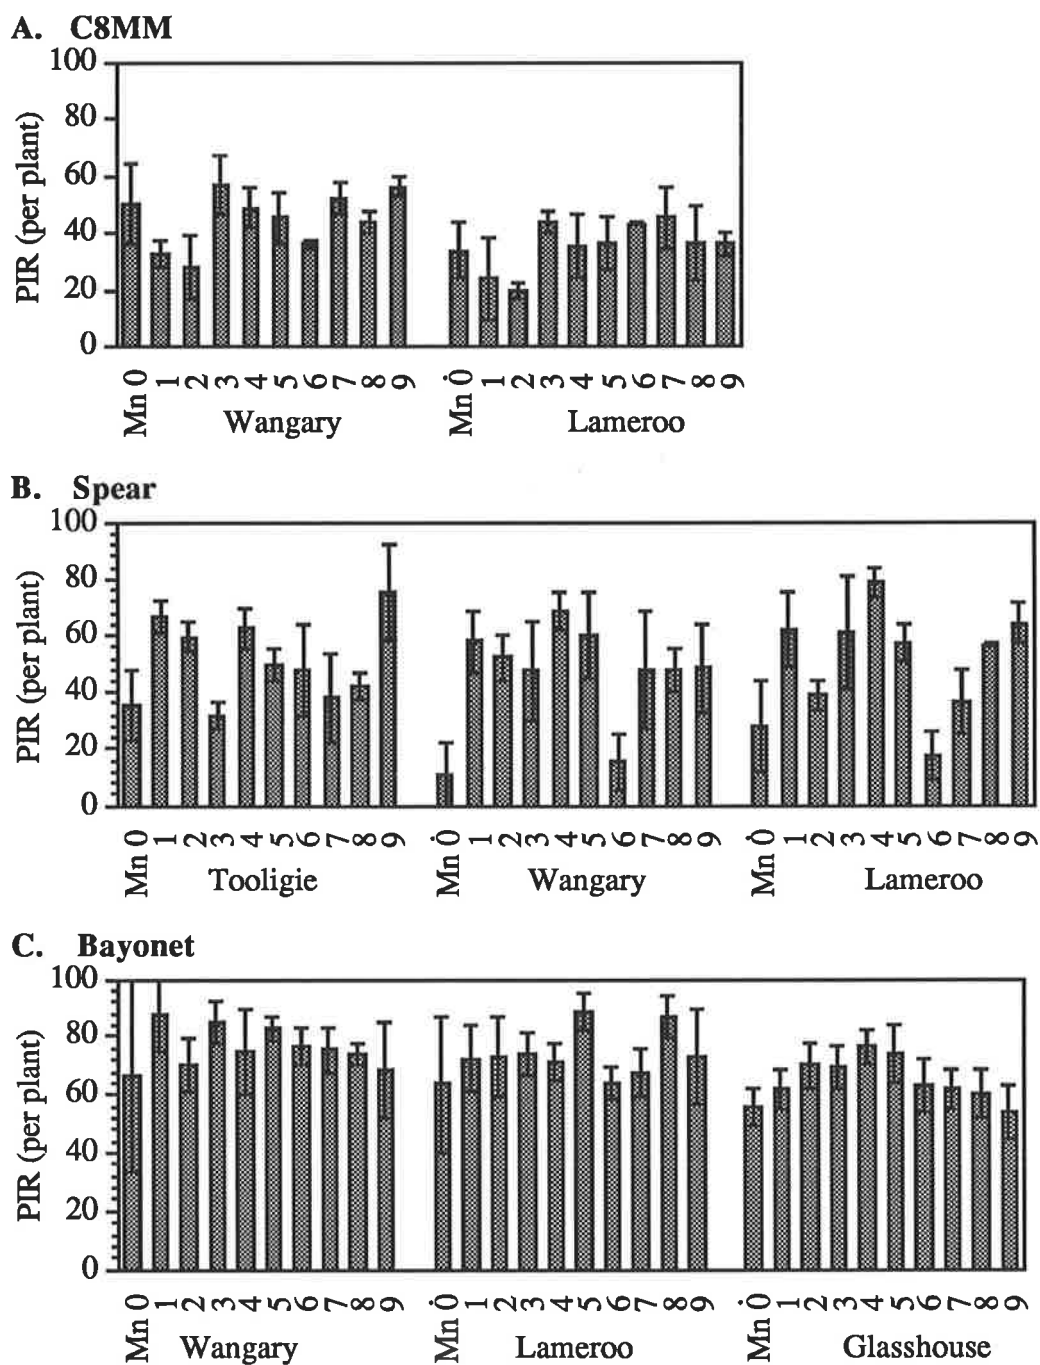 A. C8MM
100
80
60
40
20
0
PIR (per plant)
Mn 0 1 2 3 4 5 6 7 8 9 Mn 0 1 2 3 4 5 6 7 8 9
Wangary Lameroo
B. Spear
100
80
60
40
20
0
PIR (per plant)
Mn 0 1 2 3 4 5 6 7 8 9 Mn 0 1 2 3 4 5 6 7 8 9 Mn 0 1 2 3 4 5 6 7 8 9
Tooligie Wangary Lameroo
C. Bayonet
100
80
60
40
20
0
PIR (per plant)
Mn 0 1 2 3 4 5 6 7 8 9 Mn 0 1 2 3 4 5 6 7 8 9 Mn 0 1 2 3 4 5 6 7 8 9
Wangary Lameroo Glasshouse